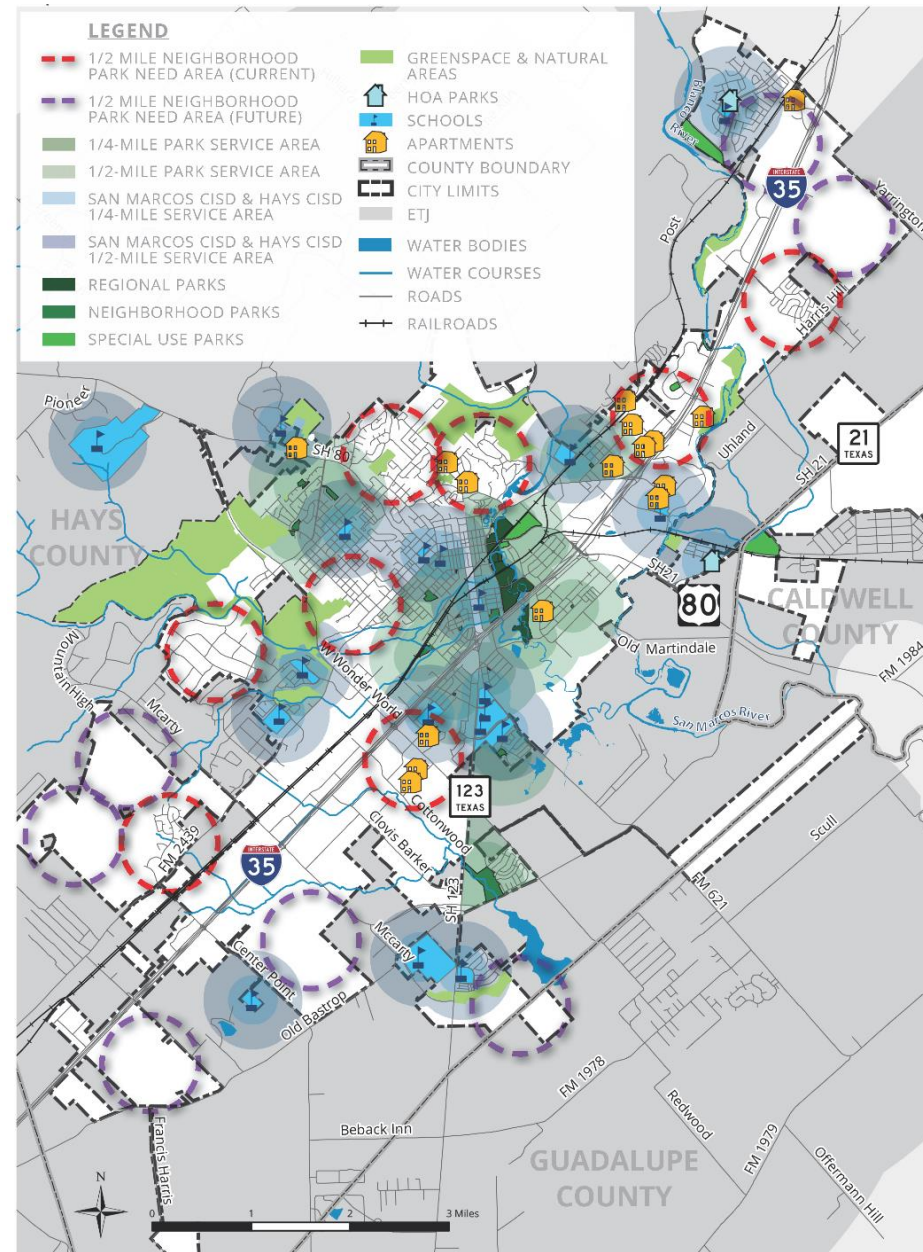 LEGEND
1/2 MILE NEIGHBORHOOD
PARK NEED AREA (CURRENT)
1/2 MILE NEIGHBORHOOD
PARK NEED AREA (FUTURE)
1/4-MILE PARK SERVICE AREA
1/2-MILE PARK SERVICE AREA
SAN MARCOS CISD & HAYS CISD
1/4-MILE SERVICE AREA
SAN MARCOS CISD & HAYS CISD
1/2-MILE SERVICE AREA
REGIONAL PARKS
NEIGHBORHOOD PARKS
SPECIAL USE PARKS
GREENSPACE & NATURAL
AREAS
HOA PARKS
SCHOOLS
APARTMENTS
COUNTY BOUNDARY
CITY LIMITS
ETJ
WATER BODIES
WATER COURSES
ROADS
RAILROADS
Blanco
River
INTERSTATE
35
Yarrington
Post
Harris Hill
Pioneer
SH 80
Uhland
21
TEXAS
SH 21
HAYS
COUNTY
SH21
80
CALDWELL
COUNTY
Old Martindale
FM 1984
Mountain High
Mcarty
W Wonder World
San Marcos River
123
TEXAS
Cottonwood
Clovis Barker
FM 2439
INTERSTATE
35
Scull
FM 621
SH 123
Mccarty
Center Point
Old Bastrop
FM 1978
Redwood
FM 1979
Beback Inn
Francis Harris
GUADALUPE
COUNTY
Offermann Hill
N
0 1 2 3 Miles